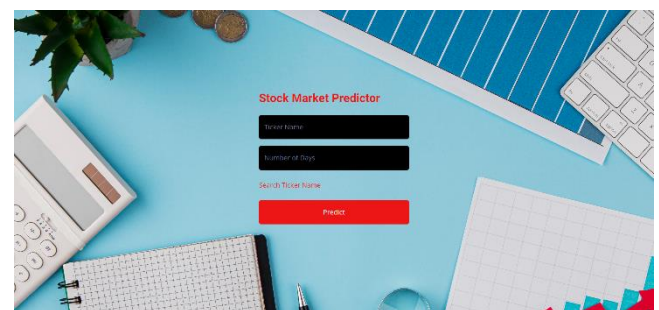 Stock Market Predictor
Ticker Name
Number of Days
Search Ticker Name
Predict